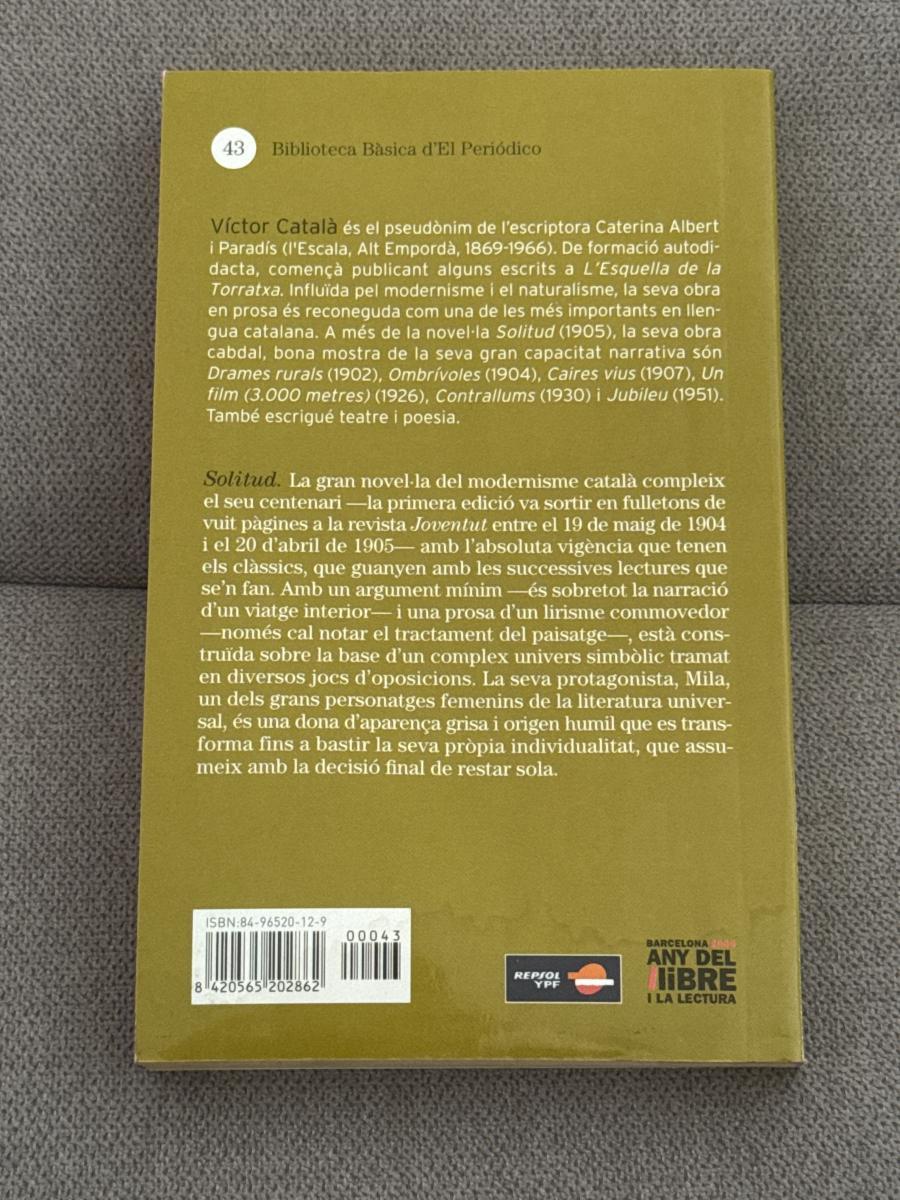 43 Biblioteca Bàsica d'El Periódico
Víctor Català és el pseudònim de l'escriptora Caterina Albert
i Paradís (l'Escala, Alt Empordà, 1869-1966). De formació autodi-
dacta, començà publicant alguns escrits a L'Esquella de la
Torratxa. Influïda pel modernisme i el naturalisme, la seva obra
en prosa és reconeguda com una de les més importants en llen-
gua catalana. A més de la novel·la Solitud (1905), la seva obra
cabdal, bona mostra de la seva gran capacitat narrativa són
Drames rurals (1902), Ombrívoles (1904), Caires vius (1907), Un
film (3.000 metres) (1926), Contrallums (1930) i Jubileu (1951).
També escrigué teatre i poesia.
Solitud. La gran novel·la del modernisme català compleix
el seu centenari —la primera edició va sortir en fulletons de
vuit pàgines a la revista Joventut entre el 19 de maig de 1904
i el 20 d'abril de 1905— amb l'absoluta vigència que tenen
els clàssics, que guanyen amb les successives lectures que
se'n fan. Amb un argument mínim —és sobretot la narració
d'un viatge interior— i una prosa d'un lirisme commovedor
—només cal notar el tractament del paisatge—, està cons-
truïda sobre la base d'un complex univers simbòlic tramat
en diversos jocs d'oposicions. La seva protagonista, Mila,
un dels grans personatges femenins de la literatura univer-
sal, és una dona d'aparença grisa i origen humil que es trans-
forma fins a bastir la seva pròpia individualitat, que assu-
meix amb la decisió final de restar sola.
ISBN:84-96520-12-9
00043
8 420565 202862
REPSOL
YPF
BARCELONA 2005
ANY DEL
lliBRE
I LA LECTURA